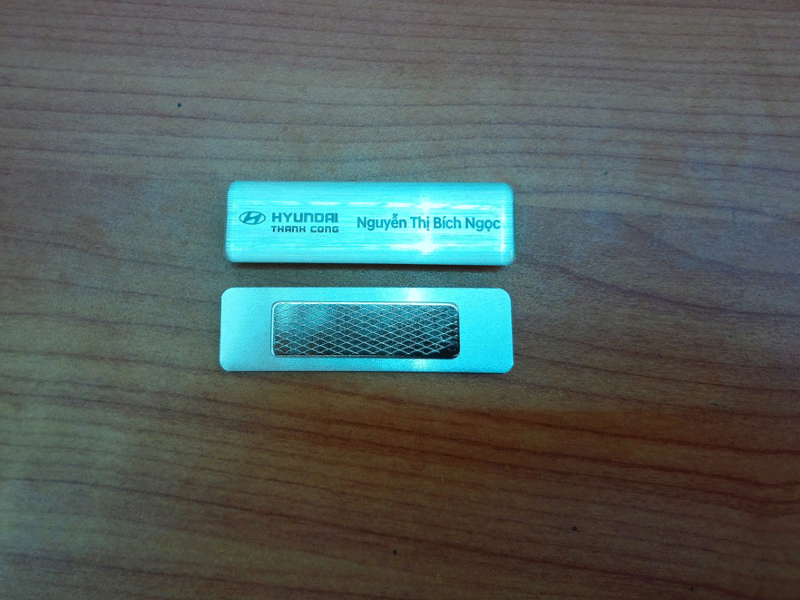 HYUNDAI
THANH CONG
Nguyễn Thị Bích Ngọc